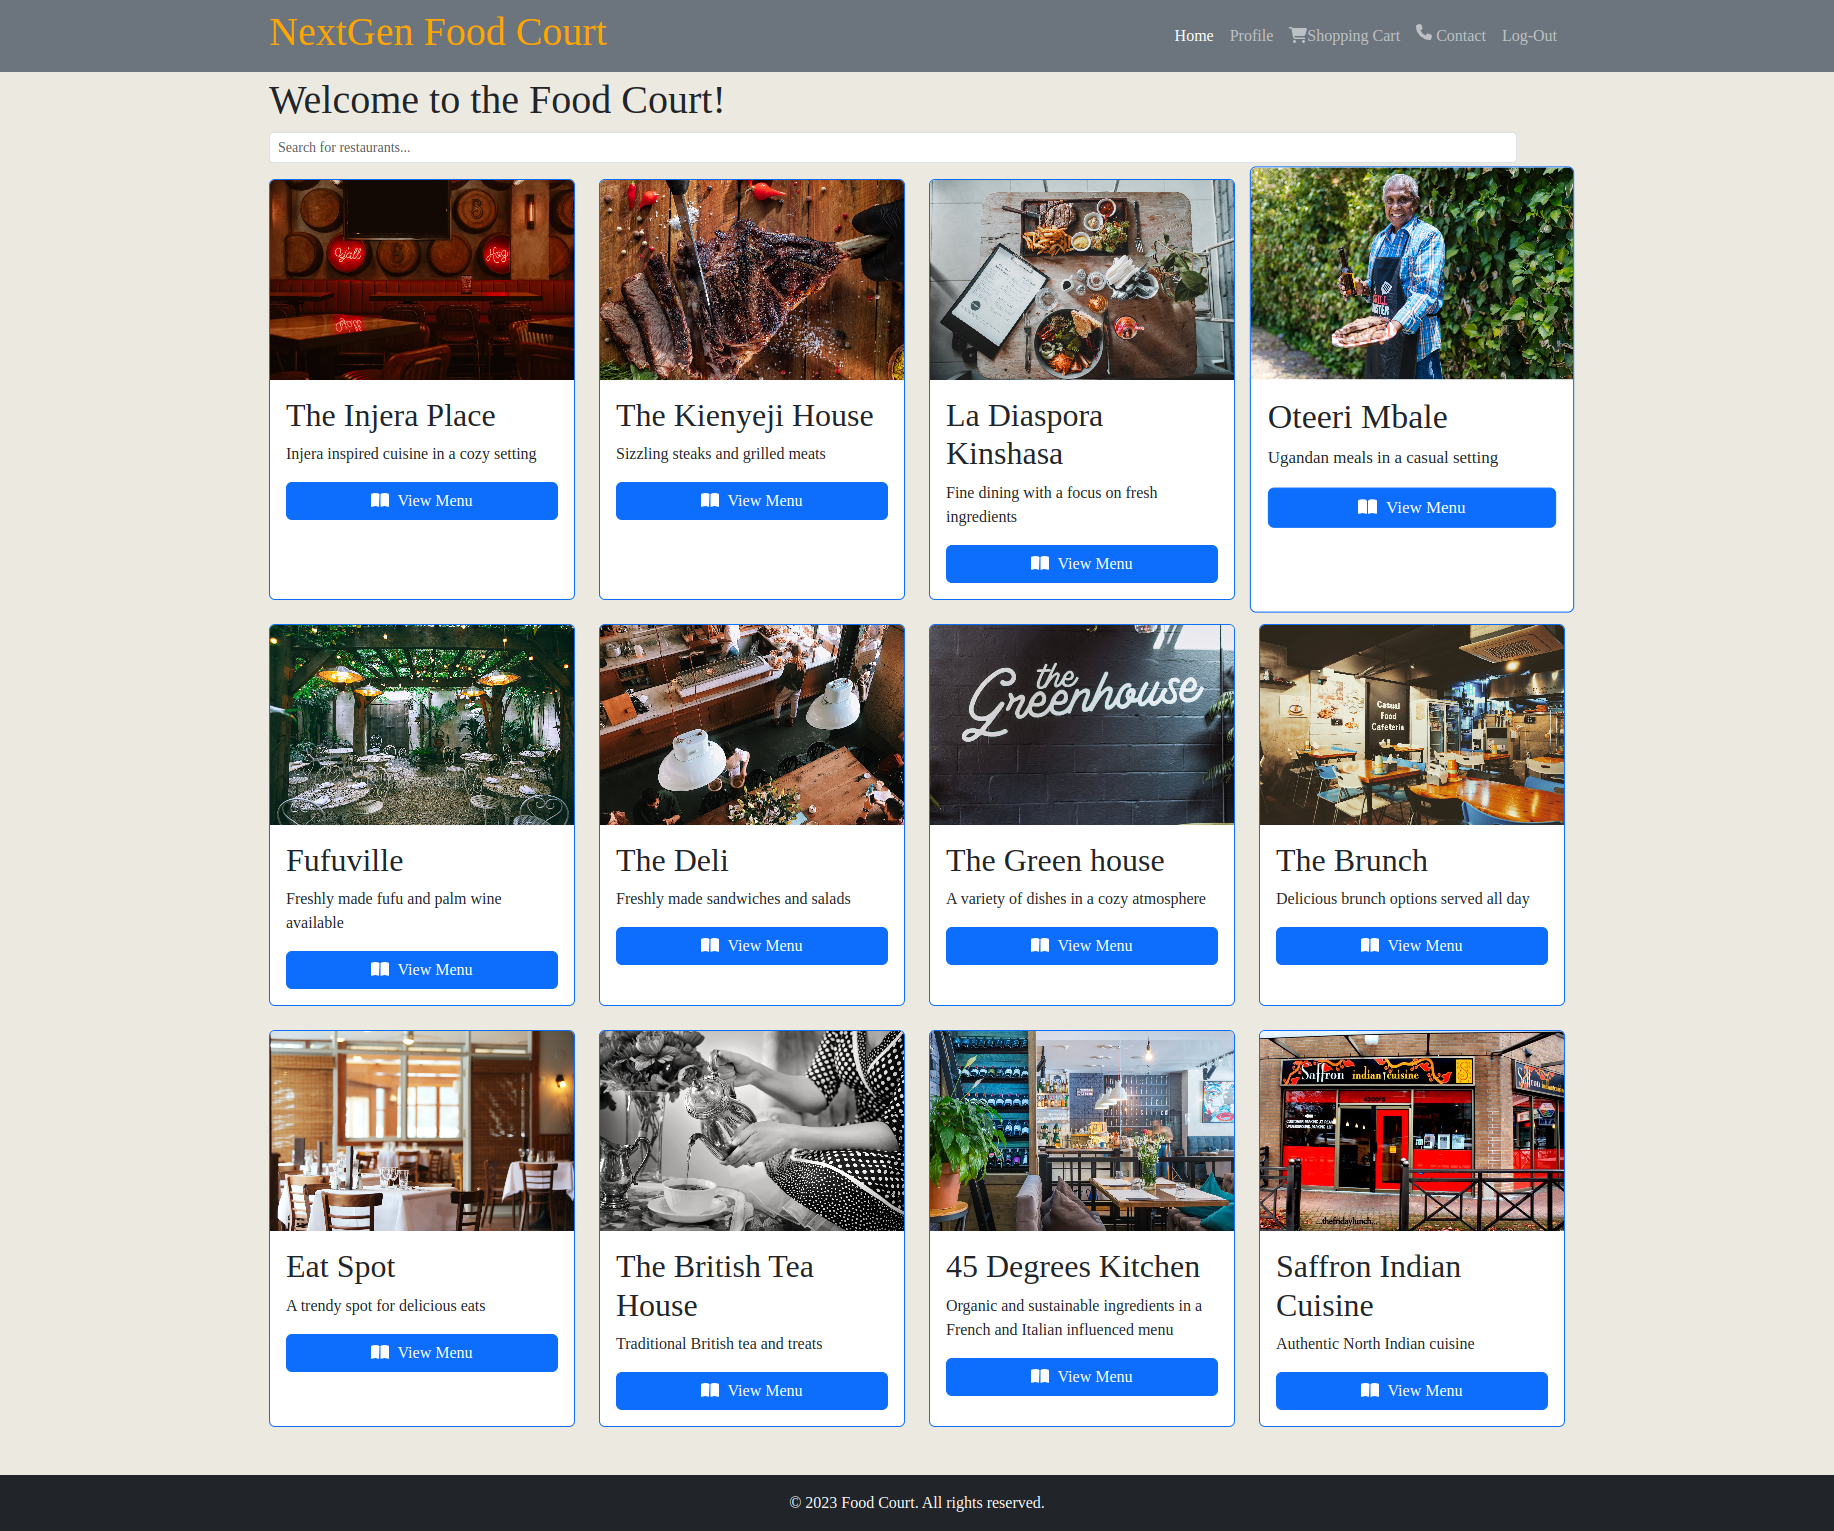 NextGen Food Court
Home Profile Shopping Cart Contact Log-Out
Welcome to the Food Court!
Search for restaurants...
y'all
Hog
The Injera Place
Injera inspired cuisine in a cozy setting
View Menu
The Kienyeji House
Sizzling steaks and grilled meats
View Menu
La Diaspora
Kinshasa
Fine dining with a focus on fresh
ingredients
View Menu
Oteeri Mbale
Ugandan meals in a casual setting
View Menu
Fufuville
Freshly made fufu and palm wine
available
View Menu
The Deli
Freshly made sandwiches and salads
View Menu
the
Greenhouse
The Green house
A variety of dishes in a cozy atmosphere
View Menu
Casual
Food
Cafeteria
The Brunch
Delicious brunch options served all day
View Menu
Eat Spot
A trendy spot for delicious eats
View Menu
The British Tea
House
Traditional British tea and treats
View Menu
45 Degrees Kitchen
Organic and sustainable ingredients in a
French and Italian influenced menu
View Menu
Saffron indian cuisine
...thefridaylunch...
Saffron Indian
Cuisine
Authentic North Indian cuisine
View Menu
© 2023 Food Court. All rights reserved.